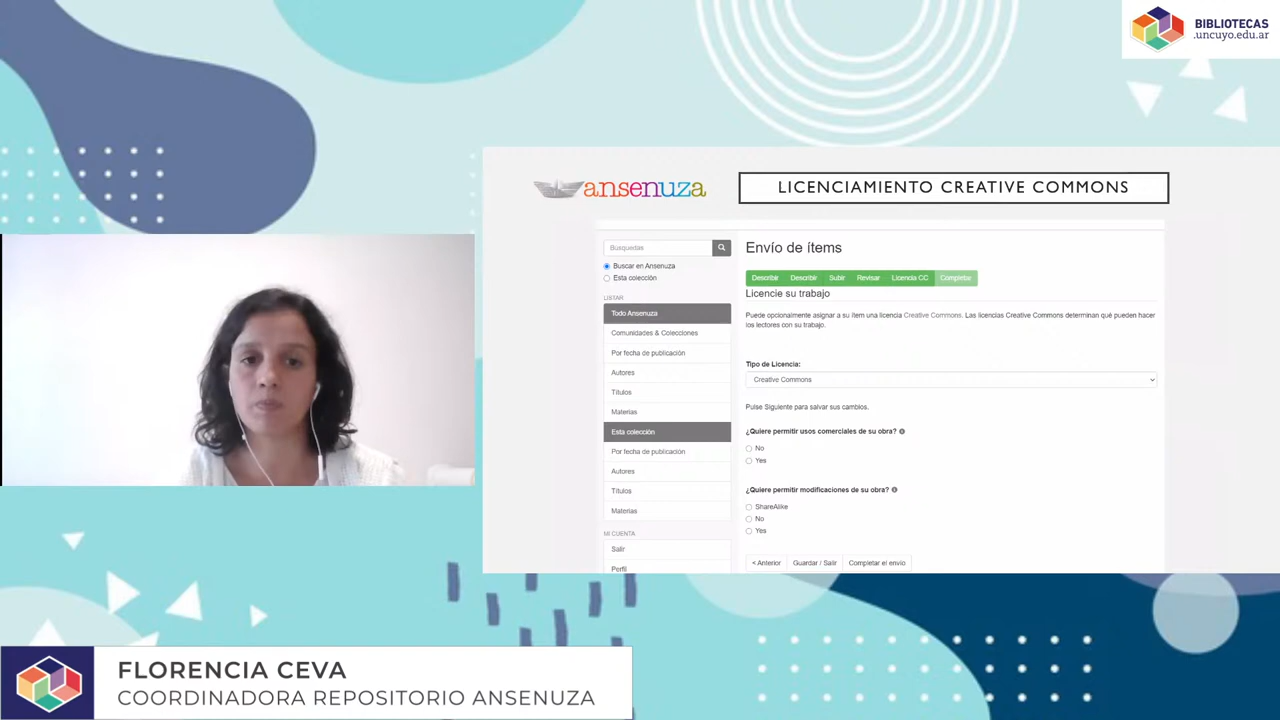 BIBLIOTECAS
.uncuyo.edu.ar
ansenuza
LICENCIAMIENTO CREATIVE COMMONS
Búsquedas
Buscar en Ansenuza
Esta colección
LISTAR
Todo Ansenuza
Comunidades & Colecciones
Por fecha de publicación
Autores
Títulos
Materias
Esta colección
Por fecha de publicación
Autores
Títulos
Materias
MI CUENTA
Salir
Perfil
Envío de ítems
Describir Describir Subir Revisar Licencia CC Completar
Licencie su trabajo
Puede opcionalmente asignar a su ítem una licencia Creative Commons. Las licencias Creative Commons determinan qué pueden hacer
los lectores con su trabajo.
Tipo de Licencia:
Creative Commons
Pulse Siguiente para salvar sus cambios.
¿Quiere permitir usos comerciales de su obra?
No
Yes
¿Quiere permitir modificaciones de su obra?
ShareAlike
No
Yes
< Anterior Guardar / Salir Completar el envío
FLORENCIA CEVA
COORDINADORA REPOSITORIO ANSENUZA